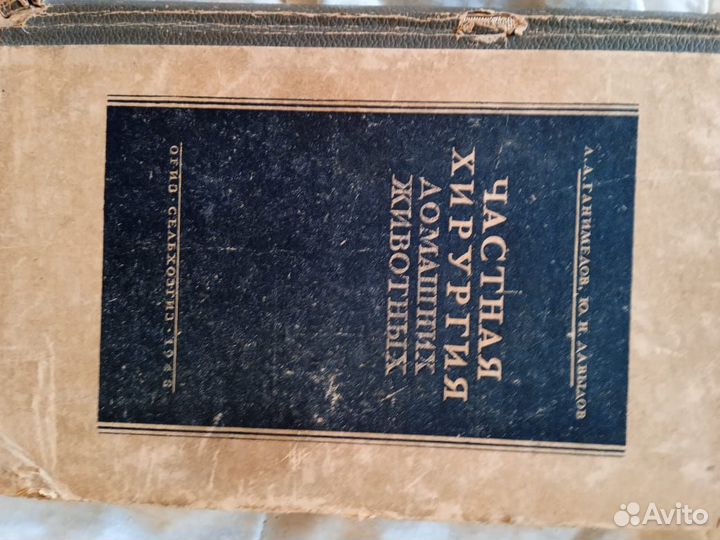 А. А. ГАНИМЕДОВ, Ю. И. ДАВЫДОВ
ЧАСТНАЯ
ХИРУРГИЯ
ДОМАШНИХ
ЖИВОТНЫХ
ОГИЗ · СЕЛЬХОЗГИЗ · 1948
Avito